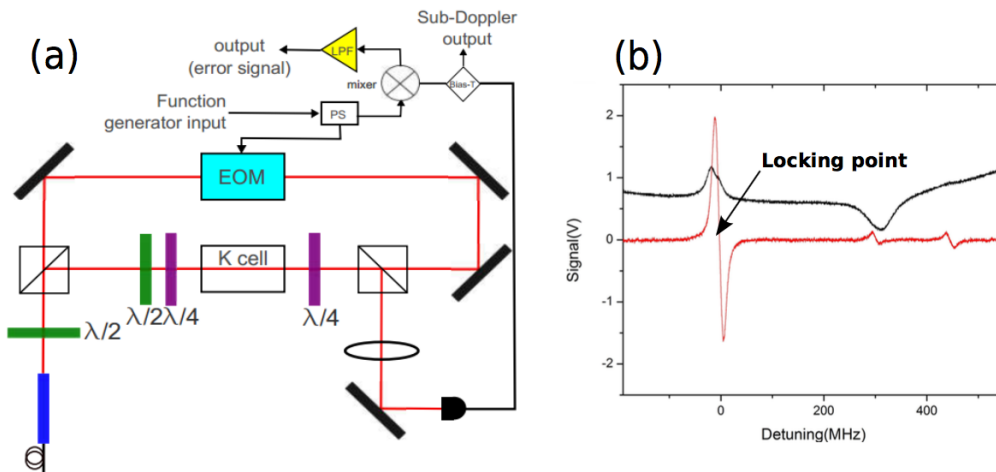 (a)
Sub-Doppler
output
LPF
output
(error signal)
mixer
Bias-T
Function
generator input
PS
EOM
K cell
λ/2
λ/4
λ/4
λ/2
(b)
2
1
0
-1
-2
Signal(V)
Locking point
0
200
400
Detuning(MHz)